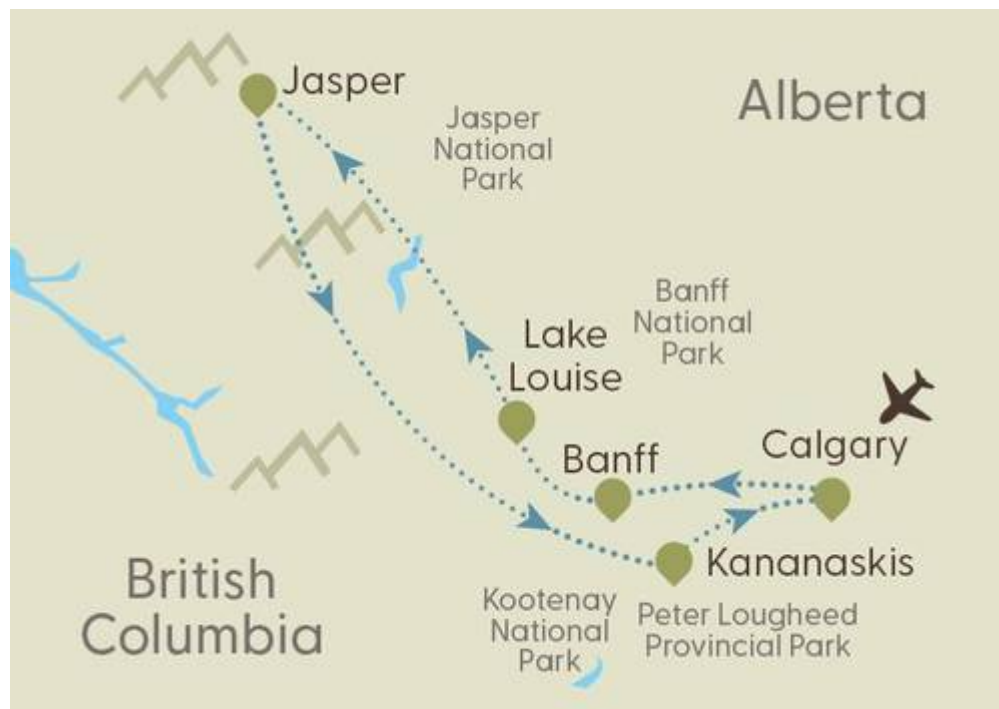 Jasper
Alberta
Jasper
National
Park
Banff
National
Park
Lake
Louise
Calgary
Banff
Kananaskis
British
Columbia
Kootenay
National
Park
Peter Lougheed
Provincial Park